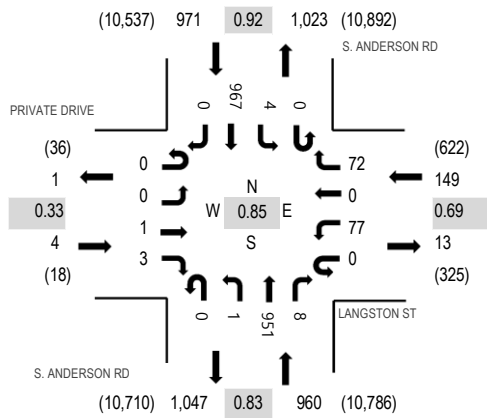 (10,537) 971 0.92 1,023 (10,892)
S. ANDERSON RD
0 967 4 0
PRIVATE DRIVE
(36) 0 72 (622)
1 0 N 0 149
0.33 W 0.85 E 0.69
4 1 S 77 13
(18) 3 0 (325)
0 1 951 8
LANGSTON ST
S. ANDERSON RD
(10,710) 1,047 0.83 960 (10,786)